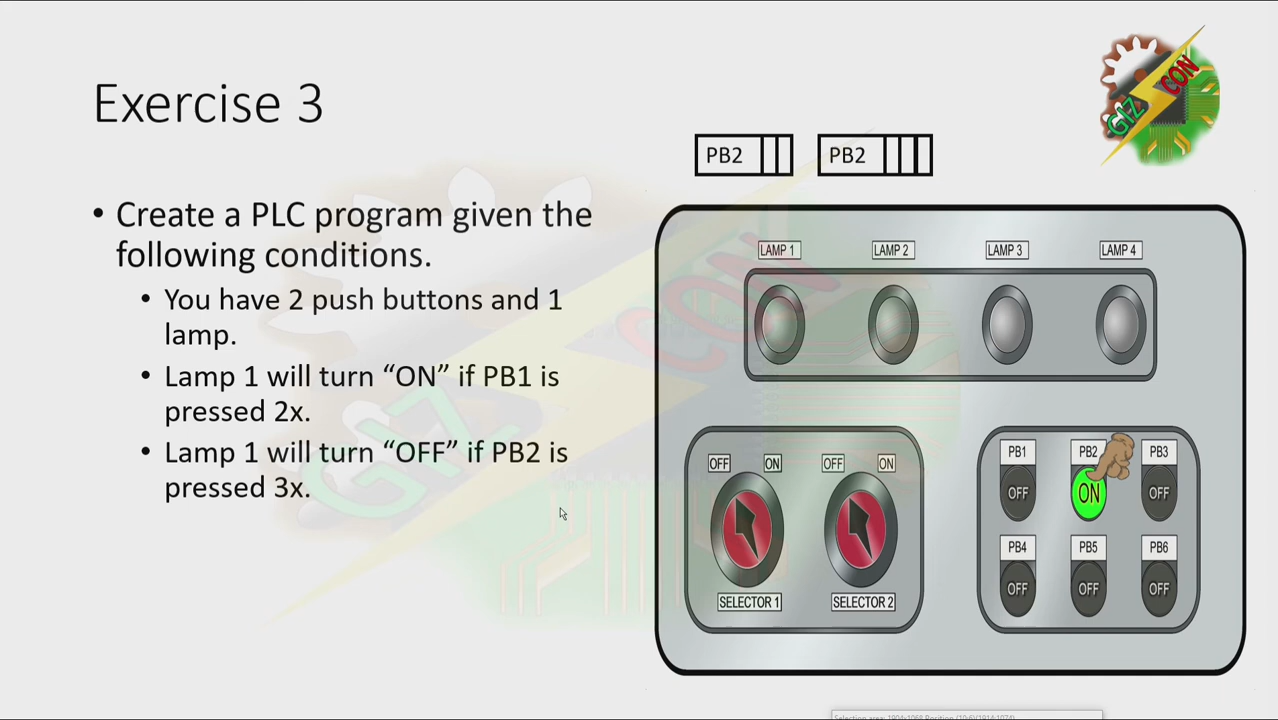 Exercise 3
GIZ CON
PB2 PB2
• Create a PLC program given the
following conditions.
• You have 2 push buttons and 1
lamp.
• Lamp 1 will turn “ON” if PB1 is
pressed 2x.
• Lamp 1 will turn “OFF” if PB2 is
pressed 3x.
LAMP 1 LAMP 2 LAMP 3 LAMP 4
OFF ON OFF ON
SELECTOR 1 SELECTOR 2
PB1 PB2 PB3
OFF ON OFF
PB4 PB5 PB6
OFF OFF OFF